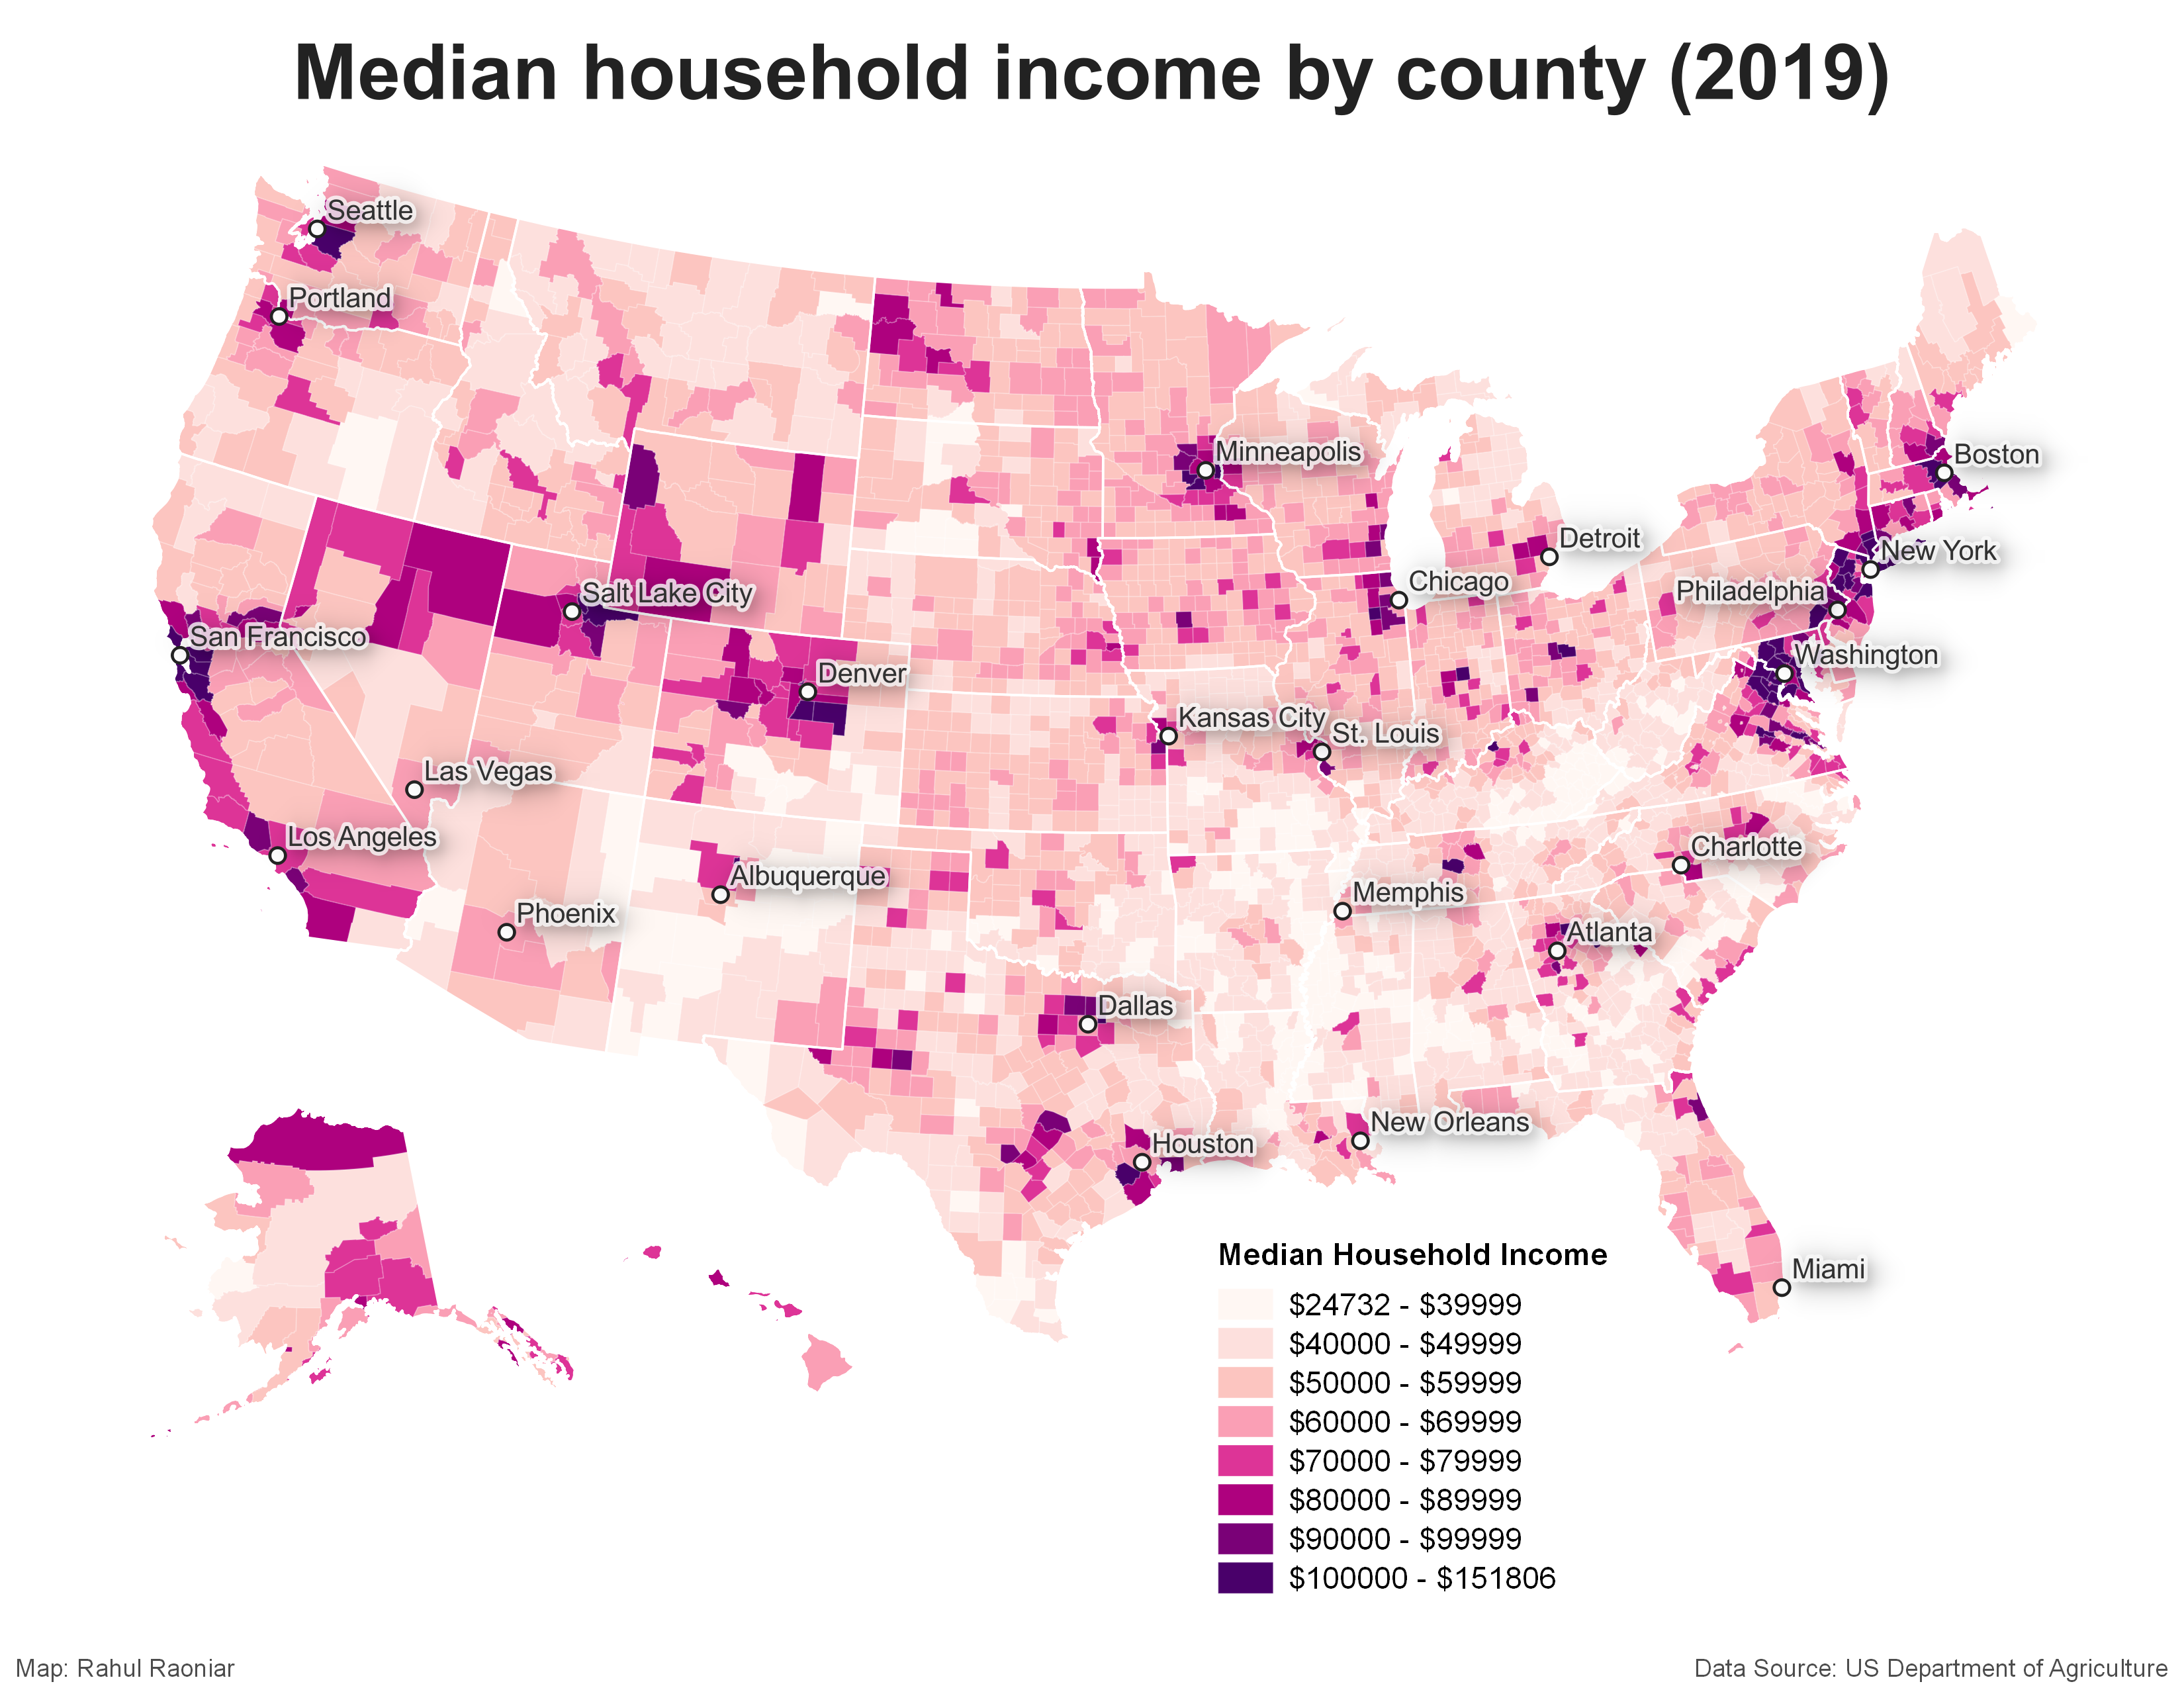 Median household income by county (2019)
Seattle
Portland
Minneapolis
Boston
Detroit
New York
Chicago
Salt Lake City
Philadelphia
San Francisco
Washington
Denver
Kansas City
St. Louis
Las Vegas
Los Angeles
Charlotte
Albuquerque
Memphis
Phoenix
Atlanta
Dallas
New Orleans
Houston
Miami
Median Household Income
$24732 - $39999
$40000 - $49999
$50000 - $59999
$60000 - $69999
$70000 - $79999
$80000 - $89999
$90000 - $99999
$100000 - $151806
Map: Rahul Raoniar
Data Source: US Department of Agriculture